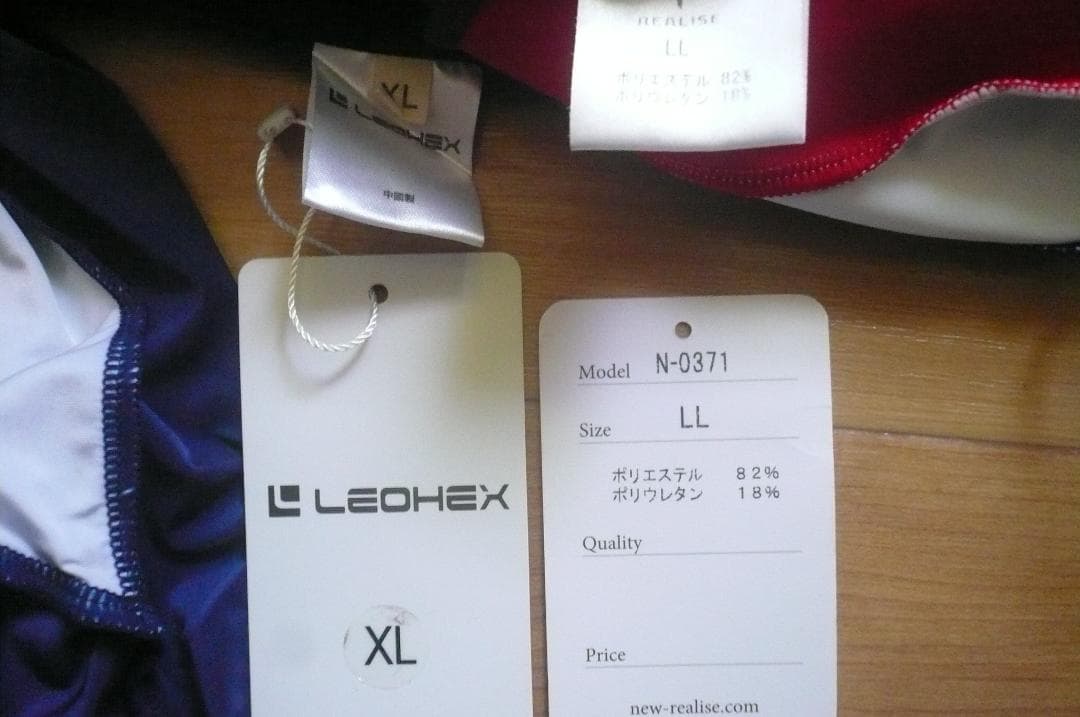 XL
LEOHEX
中國製
REALISE
LL
ポリエステル 82%
ポリウレタン 18%
LEOHEX
XL
Model N-0371
Size LL
ポリエステル 82%
ポリウレタン 18%
Quality
Price
new-realise.com